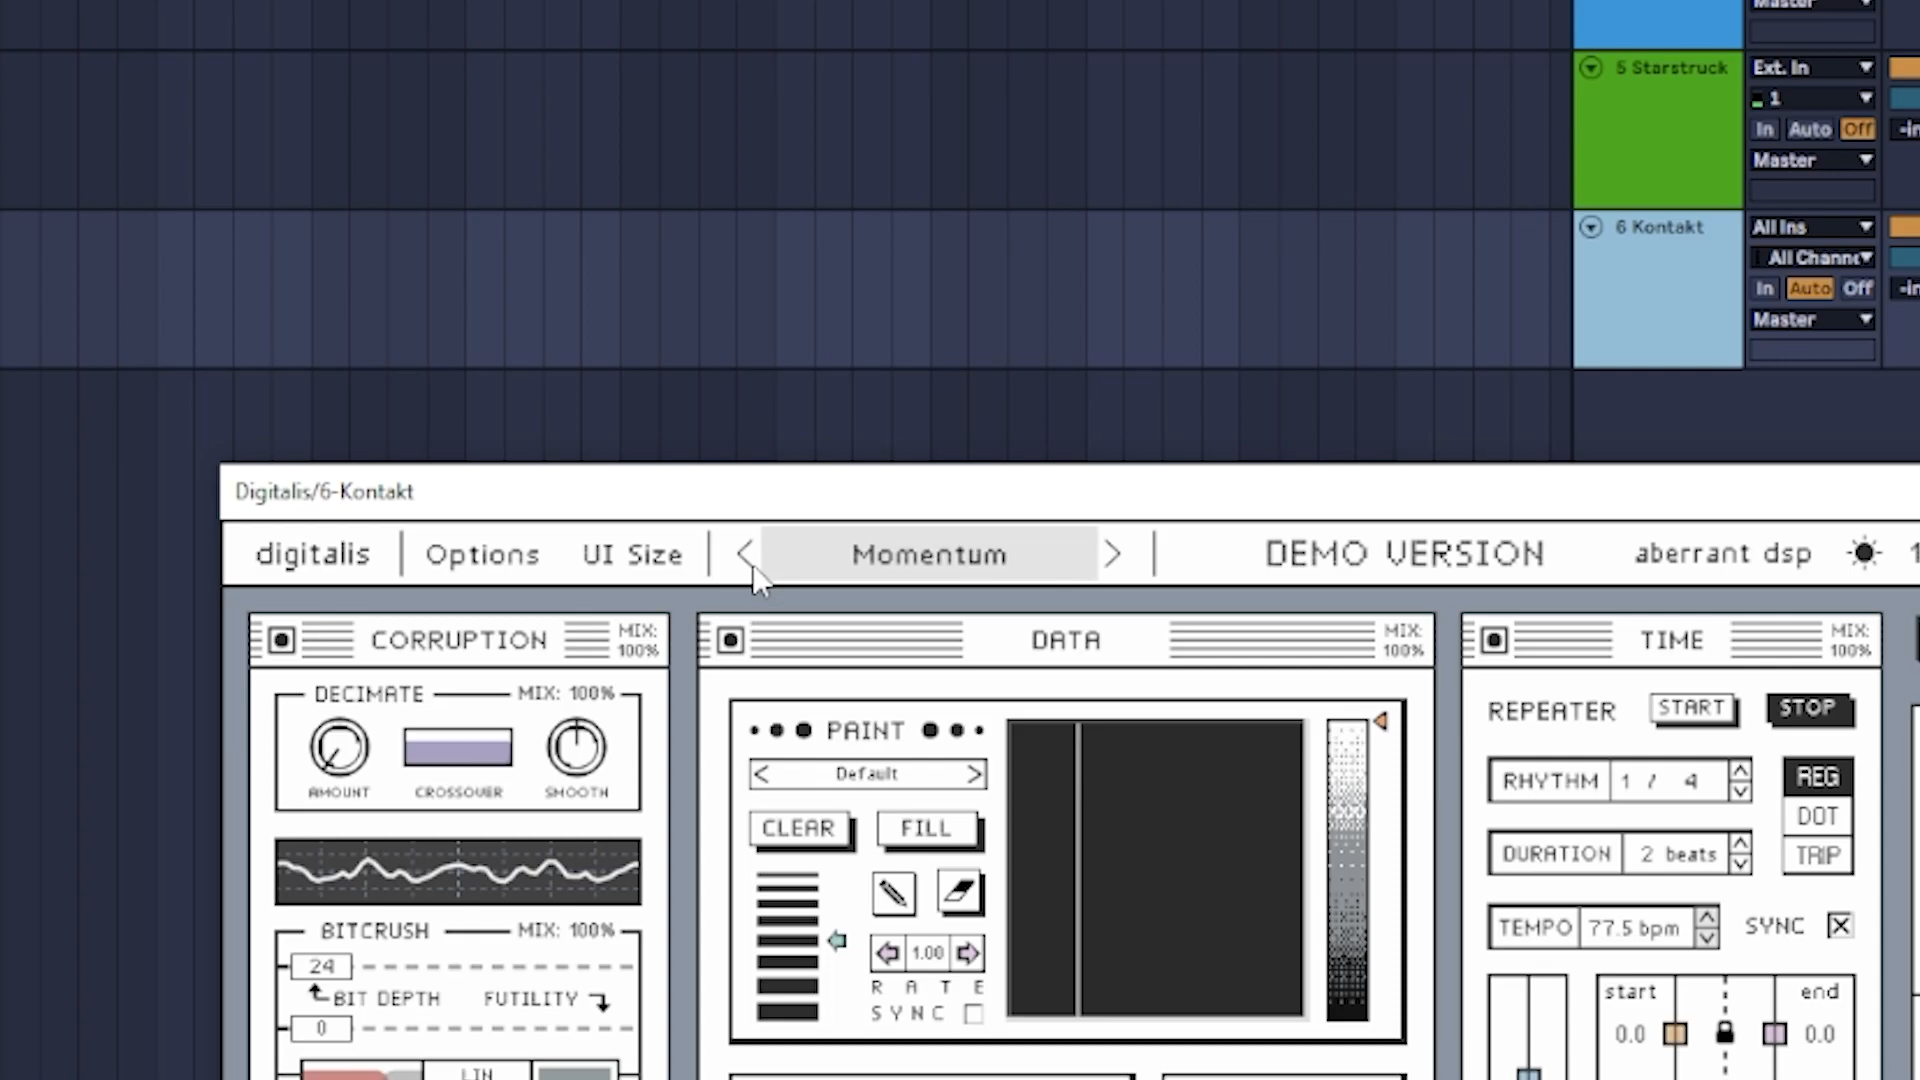 Master
5 Starstruck
Ext. In
1
In Auto Off
Master
6 Kontakt
All Ins
All Channe
In Auto Off
Master
Digitalis/6-Kontakt
digitalis Options UI Size < Momentum > DEMO VERSION aberrant dsp
CORRUPTION MIX: 100%
DECIMATE MIX: 100%
AMOUNT CROSSOVER SMOOTH
BITCRUSH MIX: 100%
24
BIT DEPTH FUTILITY
0
LIN
DATA MIX: 100%
PAINT
< Default >
CLEAR FILL
1.00
RATE
SYNC
TIME MIX: 100%
REPEATER START STOP
RHYTHM 1 / 4
REG
DOT
TRIP
DURATION 2 beats
TEMPO 77.5 bpm SYNC
start end
0.0 0.0